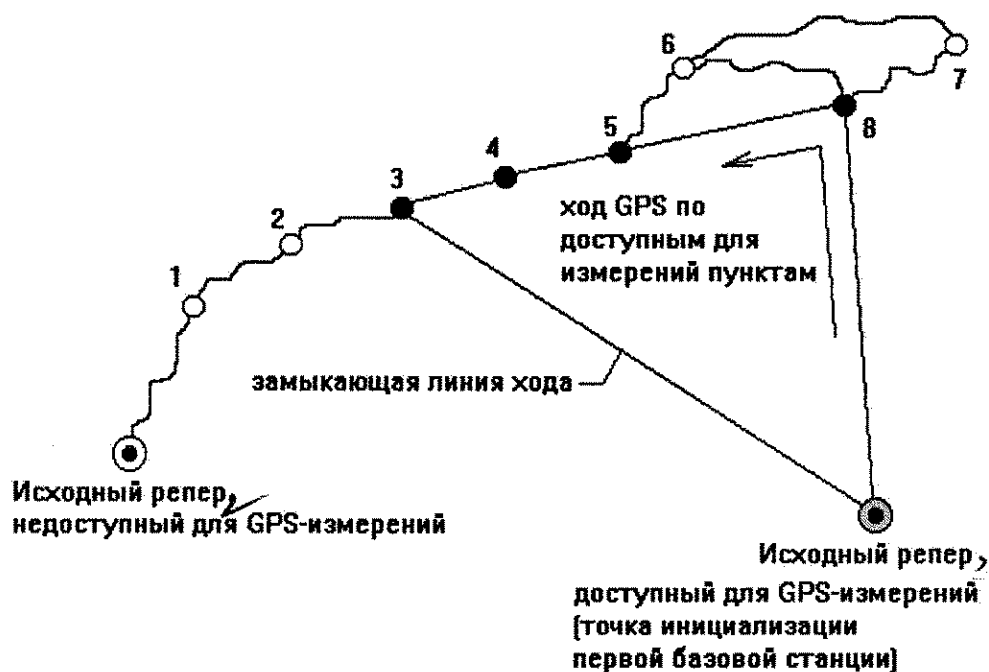 6
7
8
5
4
3
2
1
ход GPS по
доступным для
измерений пунктам
замыкающая линия хода
Исходный репер,
недоступный для GPS-измерений
Исходный репер,
доступный для GPS-измерений
(точка инициализации
первой базовой станции)